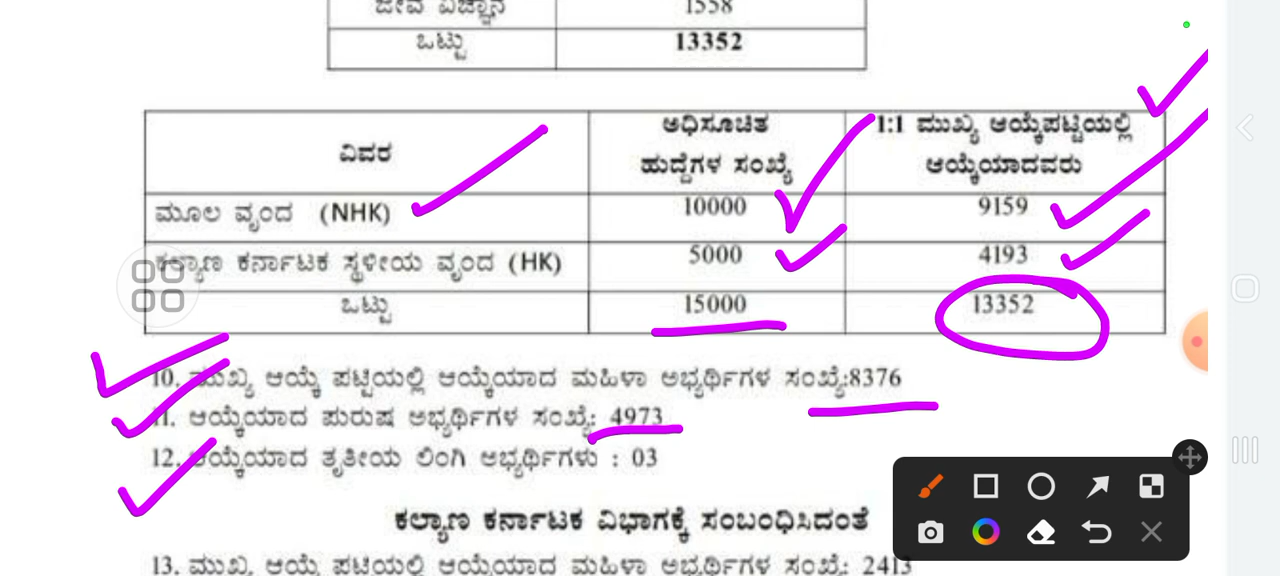 ಜೀವ ವಿಜ್ಞಾನ 1558
ಒಟ್ಟು 13352
ವಿವರ ಅಧಿಸೂಚಿತ ಹುದ್ದೆಗಳ ಸಂಖ್ಯೆ 1:1 ಮುಖ್ಯ ಆಯ್ಕೆಪಟ್ಟಿಯಲ್ಲಿ ಆಯ್ಕೆಯಾದವರು
ಮೂಲ ವೃಂದ (NHK) 10000 9159
ಕಲ್ಯಾಣ ಕರ್ನಾಟಕ ಸ್ಥಳೀಯ ವೃಂದ (HK) 5000 4193
ಒಟ್ಟು 15000 13352
10. ಮುಖ್ಯ ಆಯ್ಕೆ ಪಟ್ಟಿಯಲ್ಲಿ ಆಯ್ಕೆಯಾದ ಮಹಿಳಾ ಅಭ್ಯರ್ಥಿಗಳ ಸಂಖ್ಯೆ:8376
11. ಆಯ್ಕೆಯಾದ ಪುರುಷ ಅಭ್ಯರ್ಥಿಗಳ ಸಂಖ್ಯೆ: 4973
12. ಆಯ್ಕೆಯಾದ ತೃತೀಯ ಲಿಂಗಿ ಅಭ್ಯರ್ಥಿಗಳು : 03
ಕಲ್ಯಾಣ ಕರ್ನಾಟಕ ವಿಭಾಗಕ್ಕೆ ಸಂಬಂಧಿಸಿದಂತೆ
13. ಮುಖ್ಯ ಆಯ್ಕೆ ಪಟ್ಟಿಯಲ್ಲಿ ಆಯ್ಕೆಯಾದ ಮಹಿಳಾ ಅಭ್ಯರ್ಥಿಗಳ ಸಂಖ್ಯೆ: 2413